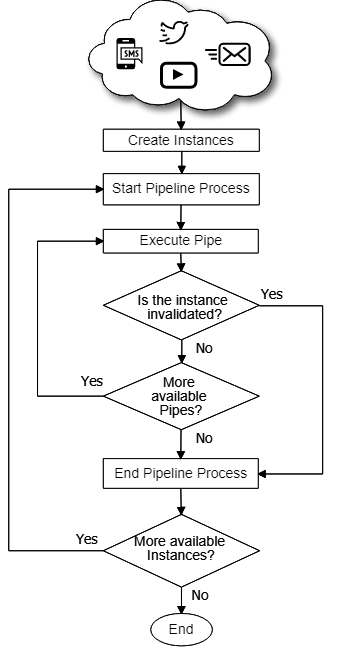 SMS
Create Instances
Start Pipeline Process
Execute Pipe
Is the instance
invalidated?
Yes
No
More
available
Pipes?
Yes
No
End Pipeline Process
More available
Instances?
Yes
No
End